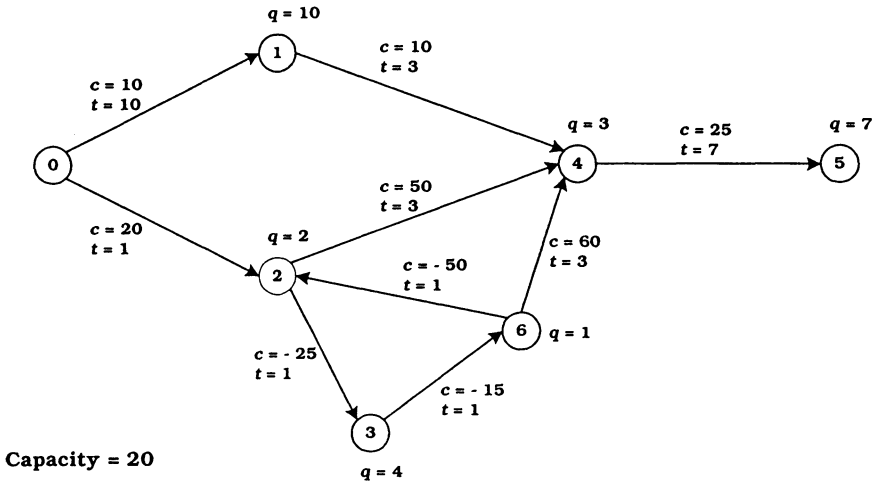 q = 10
1
c = 10
t = 3
c = 10
t = 10
q = 3
c = 25
t = 7
q = 7
0
4
5
c = 50
t = 3
c = 20
t = 1
q = 2
2
c = - 50
t = 1
c = 60
t = 3
6
q = 1
c = - 25
t = 1
c = - 15
t = 1
3
q = 4
Capacity = 20